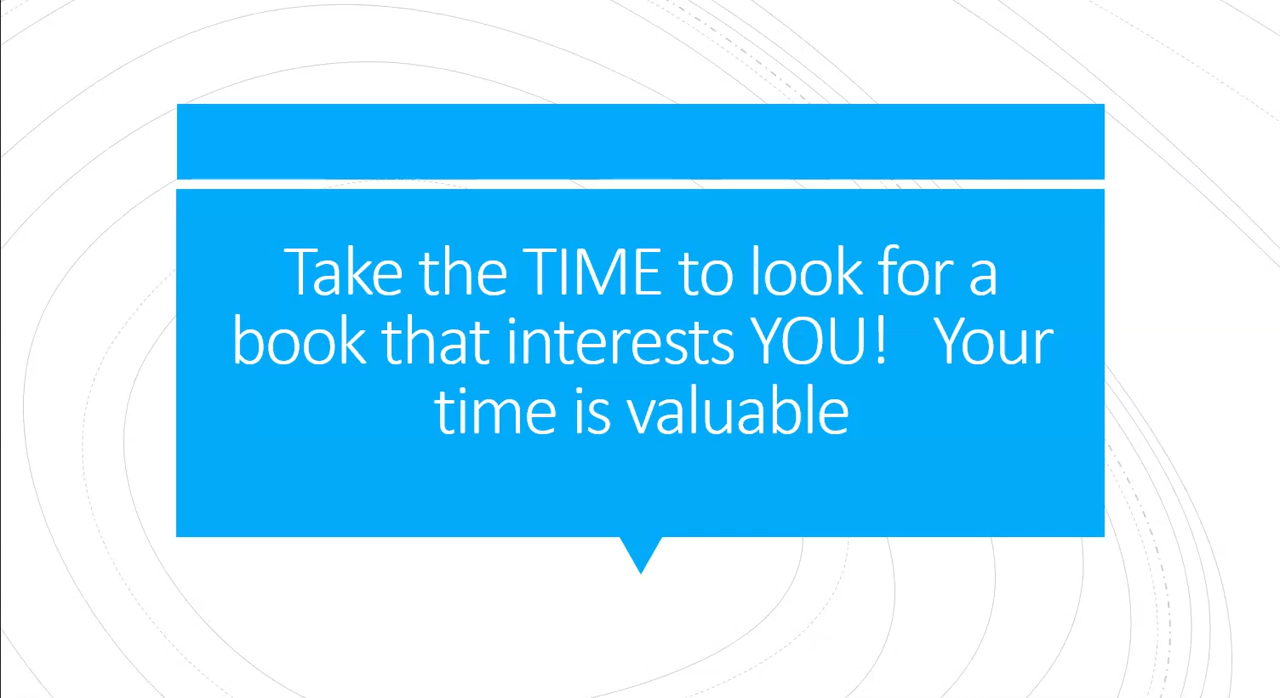 Take the TIME to look for a
book that interests YOU!   Your
time is valuable